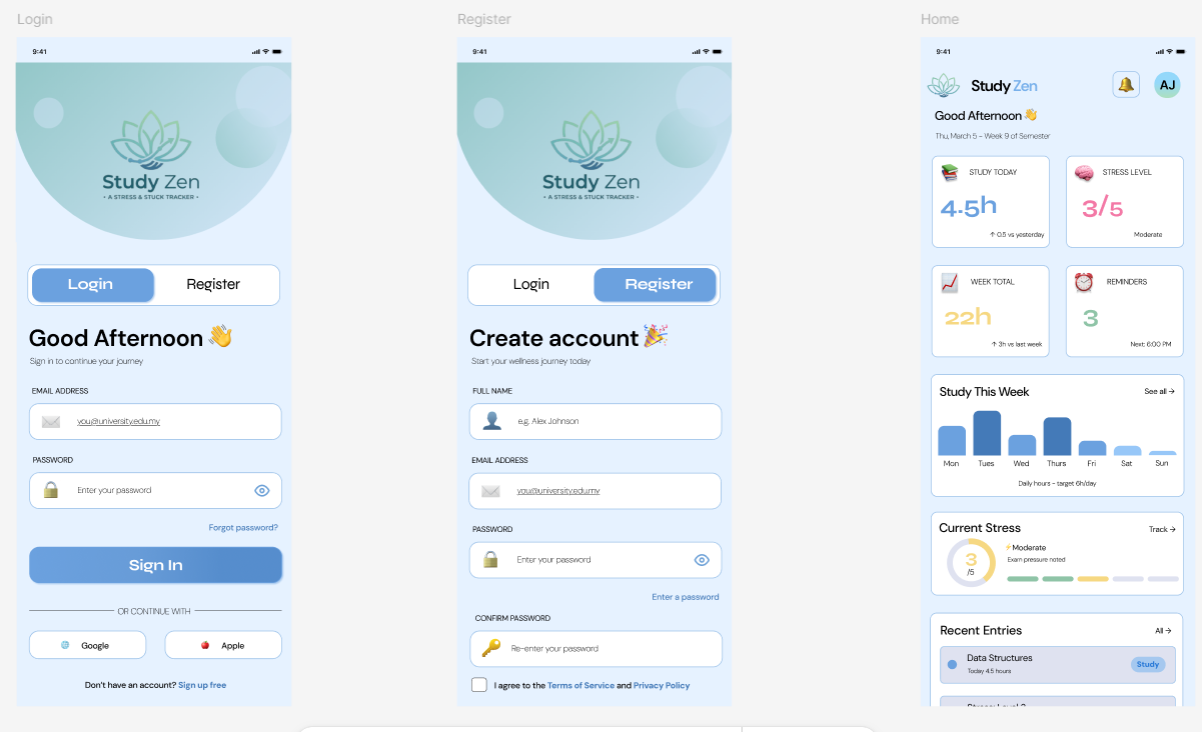 Login
9:41
Study Zen
• A STRESS & STUCK TRACKER •
Login
Register
Good Afternoon 👋
Sign in to continue your journey
EMAIL ADDRESS
you@university.edu.my
PASSWORD
Enter your password
Forgot password?
Sign In
OR CONTINUE WITH
Google
Apple
Don't have an account? Sign up free
Register
9:41
Study Zen
• A STRESS & STUCK TRACKER •
Login
Register
Create account 🎉
Start your wellness journey today
FULL NAME
e.g. Alex Johnson
EMAIL ADDRESS
you@university.edu.my
PASSWORD
Enter your password
Enter a password
CONFIRM PASSWORD
Re-enter your password
I agree to the Terms of Service and Privacy Policy
Home
9:41
Study Zen
AJ
Good Afternoon 👋
Thu, March 5 – Week 9 of Semester
STUDY TODAY
4.5h
↑ 0.5 vs yesterday
STRESS LEVEL
3/5
Moderate
WEEK TOTAL
22h
↑ 3h vs last week
REMINDERS
3
Next: 6:00 PM
Study This Week
See all →
Mon Tues Wed Thurs Fri Sat Sun
Daily hours - target 6h/day
Current Stress
Track →
3
/5
Moderate
Exam pressure noted
Recent Entries
All →
Data Structures
Today 4.5 hours
Study